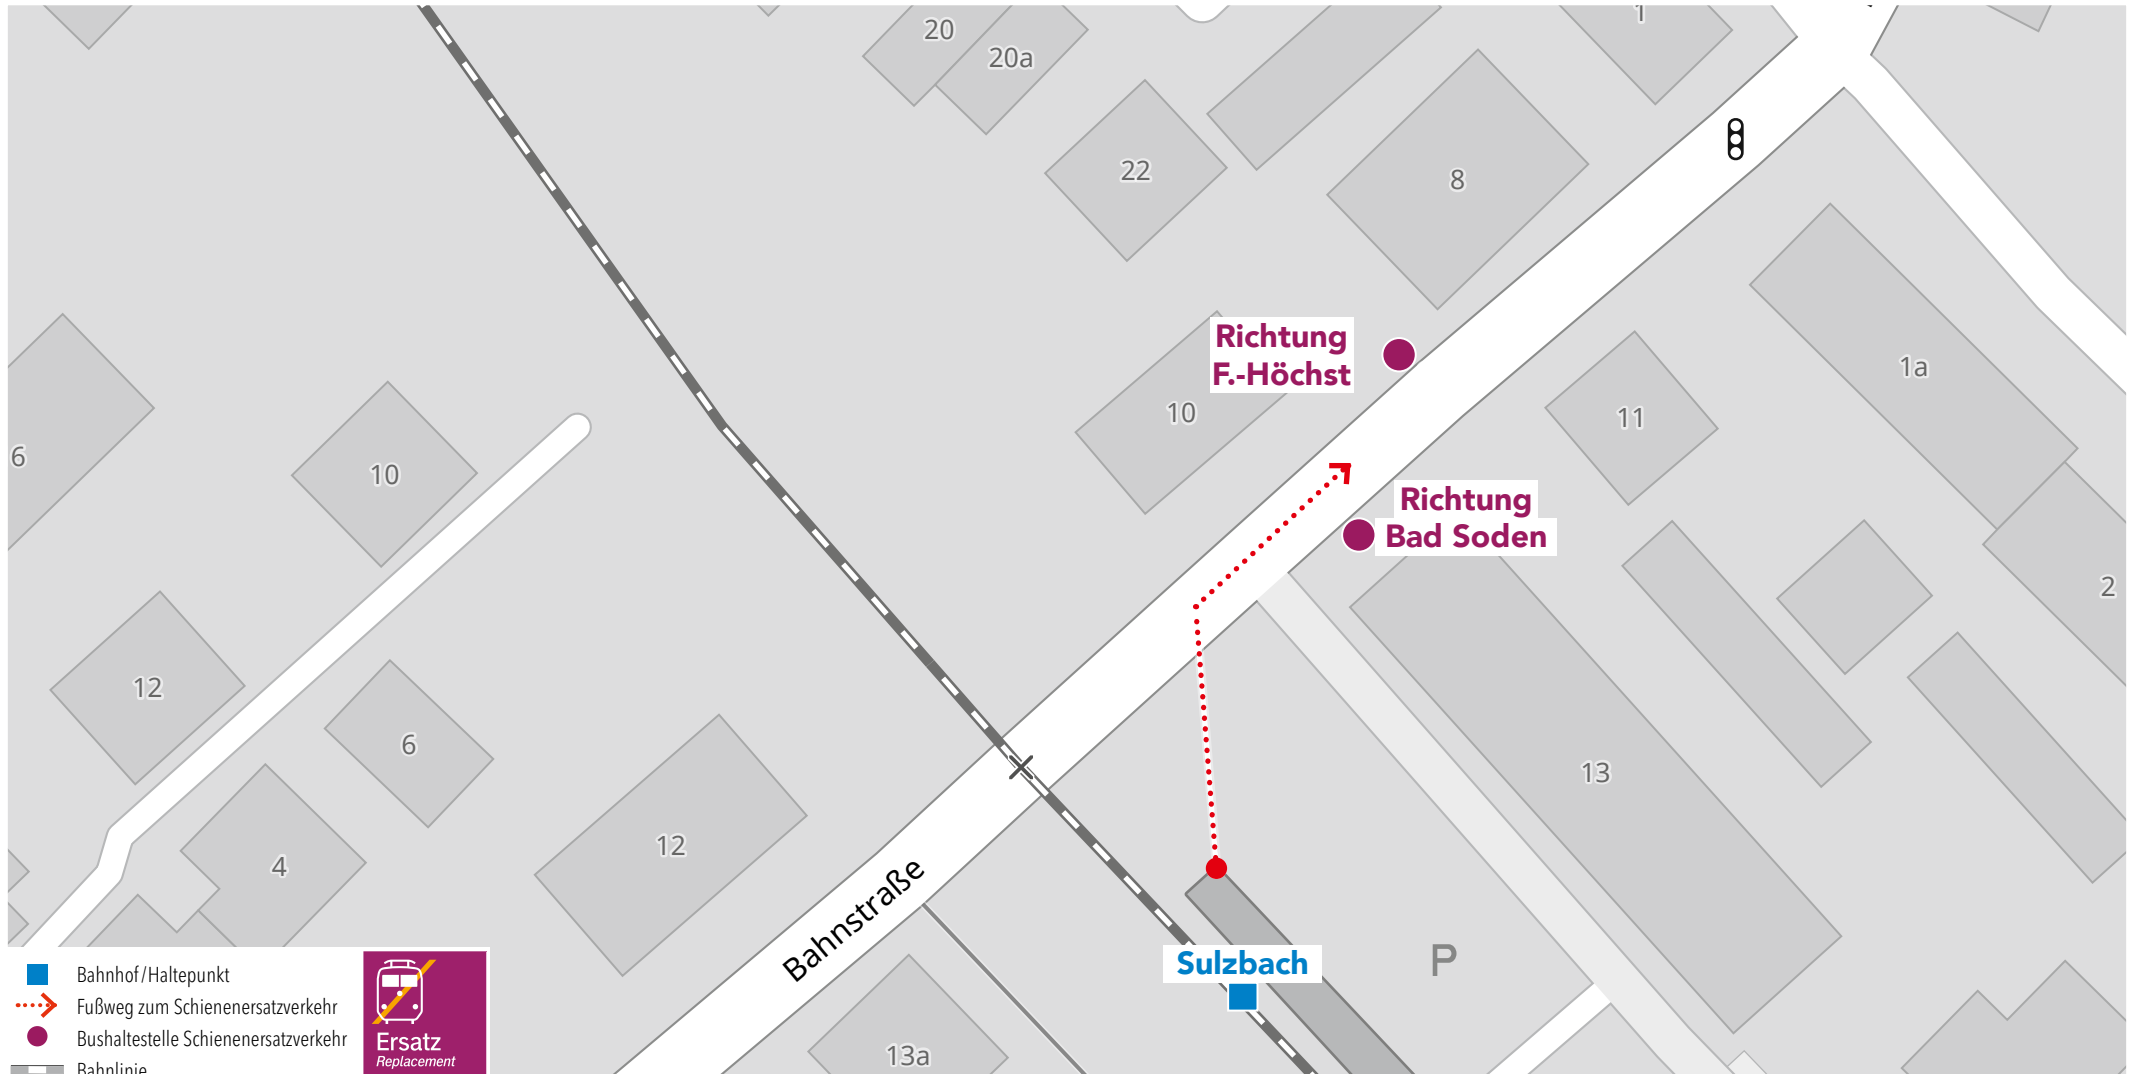 20
20a
1
22
8
Richtung
F.-Höchst
10
1a
11
6
10
Richtung
Bad Soden
2
12
6
13
12
4
Bahnstraße
P
Sulzbach
13a
Bahnhof/Haltepunkt
Fußweg zum Schienenersatzverkehr
Bushaltestelle Schienenersatzverkehr
Bahnlinie
Ersatz
Replacement